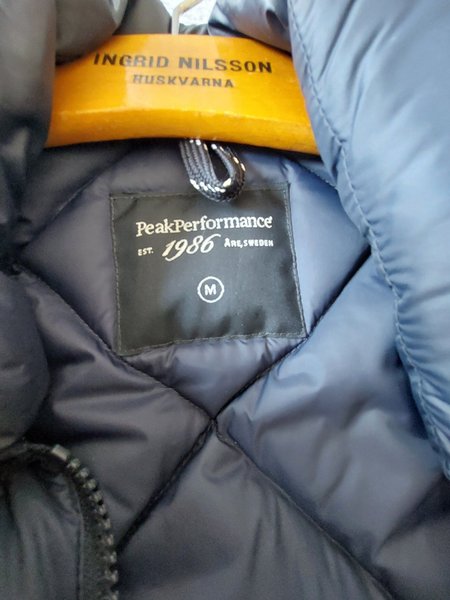 INGRID NILSSON
HUSKVARNA
PeakPerformance®
EST. 1986 ÅRE, SWEDEN
M